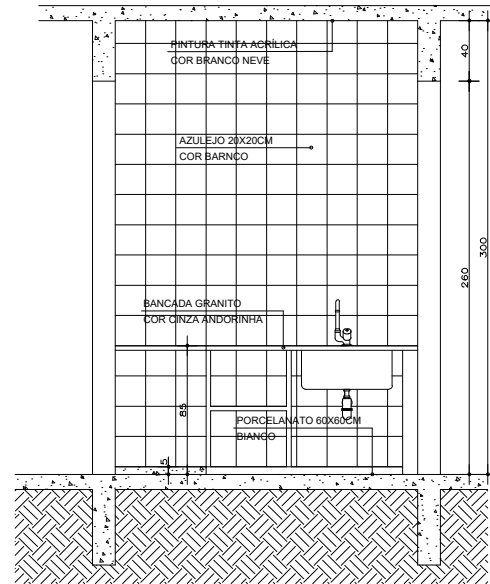 PINTURA TINTA ACRÍLICA
COR BRANCO NEVE
40
AZULEJO 20X20CM
COR BARNCO
300
260
BANCADA GRANITO
COR CINZA ANDORINHA
85
PORCELANATO 60X60CM
BIANCO
5